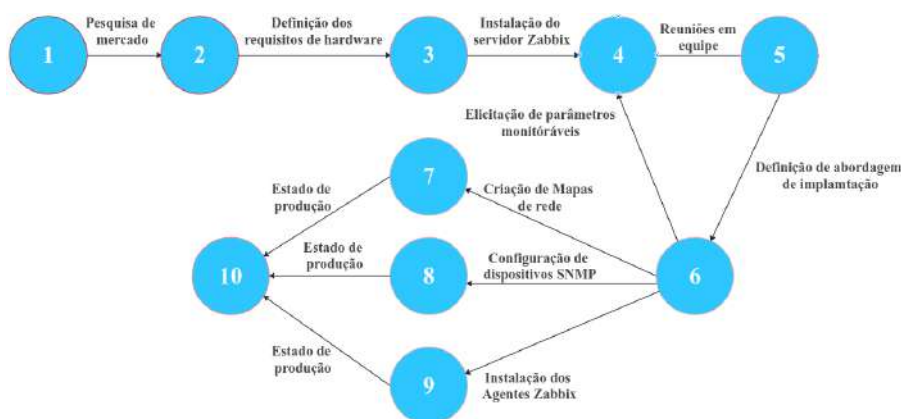 Pesquisa de
mercado
Definição dos
requisitos de hardware
Instalação do
servidor Zabbix
Reuniões em
equipe
1
2
3
4
5
Elicitação de parâmetros
monitóráveis
Definição de abordagem
de implamtação
7
Estado de
produção
Criação de Mapas
de rede
Estado de
produção
Configuração de
dispositivos SNMP
10
8
6
Estado de
produção
9
Instalação dos
Agentes Zabbix